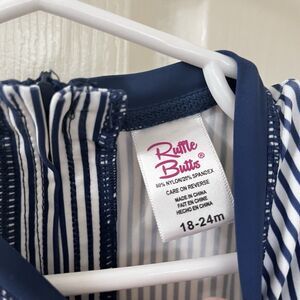 Ruffle
Butts®
80% NYLON/20% SPANDEX
CARE ON REVERSE
MADE IN CHINA
FAIT EN CHINE
HECHO EN CHINA
18-24m